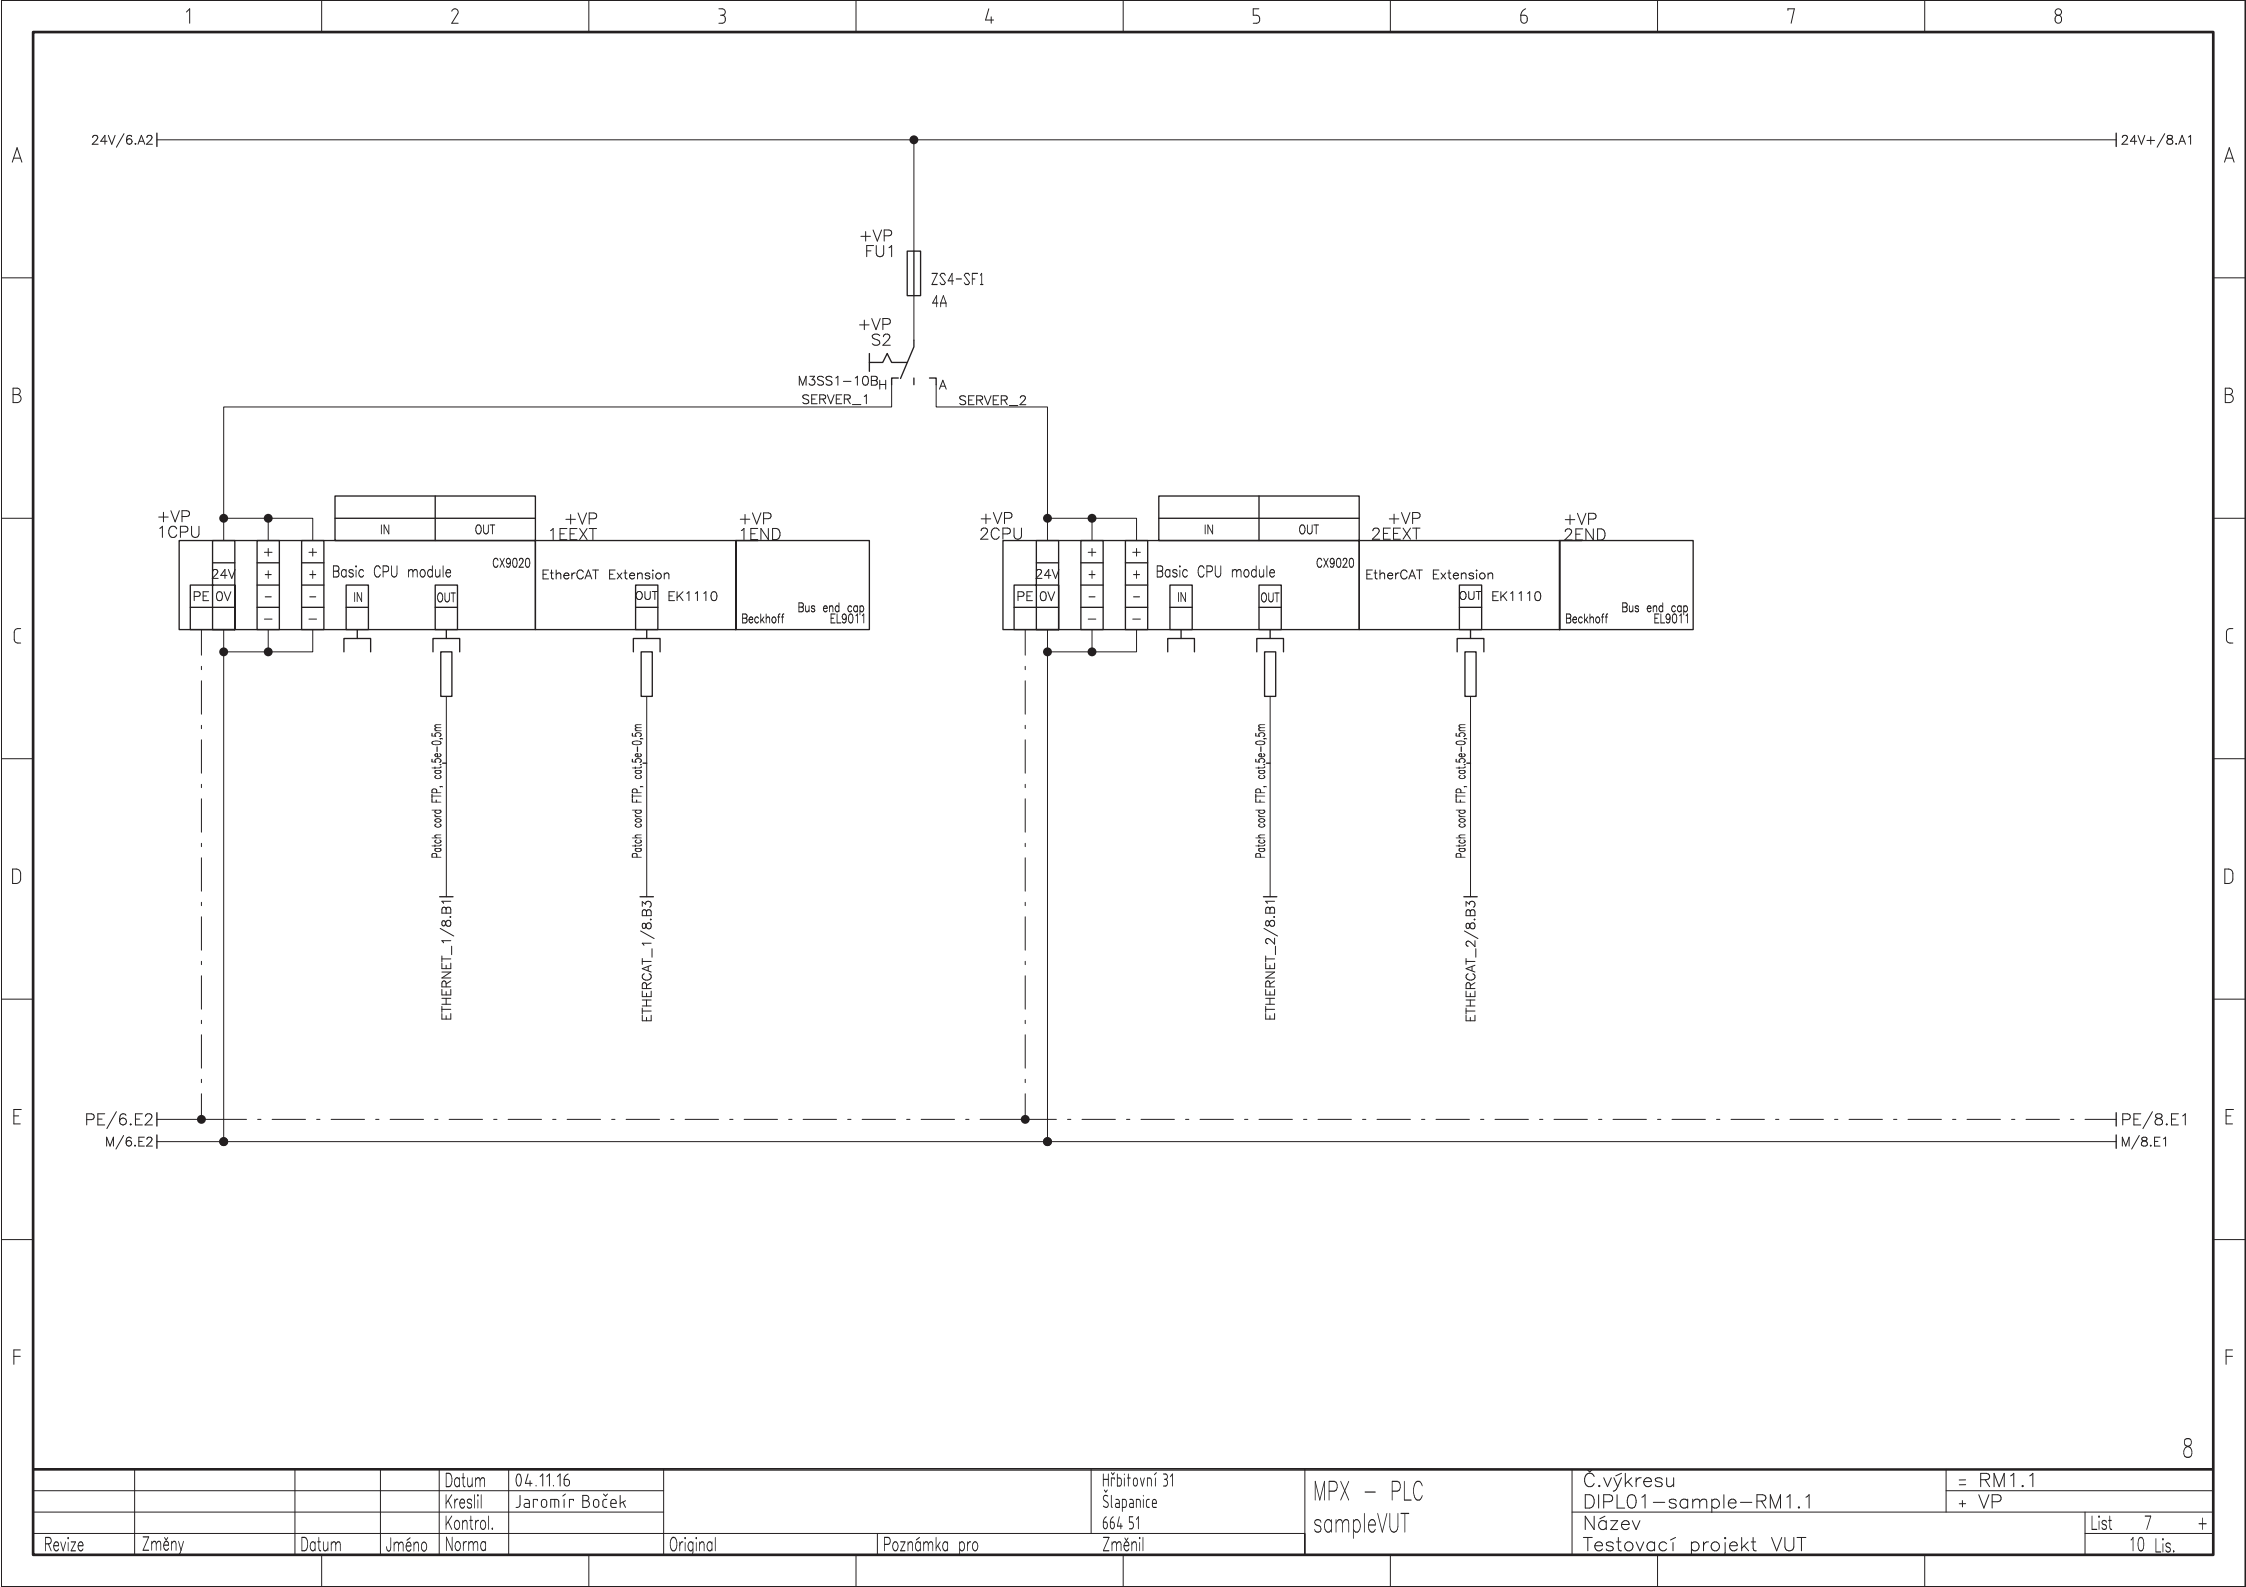 1 2 3 4 5 6 7 8
A A
24V/6.A2 24V+/8.A1
+VP
FU1
ZS4-SF1
4A
+VP
S2
B B
M3SS1-10B H A
SERVER_1 SERVER_2
+VP
1CPU
IN OUT
+VP
1EEXT
+VP
1END
+ +
24V + +
PE 0V - -
- -
Basic CPU module
CX9020
IN OUT
EtherCAT Extension
OUT EK1110
Beckhoff
Bus end cap
EL9011
+VP
2CPU
IN OUT
+VP
2EEXT
+VP
2END
+ +
24V + +
PE 0V - -
- -
Basic CPU module
CX9020
IN OUT
EtherCAT Extension
OUT EK1110
Beckhoff
Bus end cap
EL9011
C C
Patch cord FTP, cat.5e-0,5m
Patch cord FTP, cat.5e-0,5m
Patch cord FTP, cat.5e-0,5m
Patch cord FTP, cat.5e-0,5m
D D
ETHERNET_1/8.B1
ETHERCAT_1/8.B3
ETHERNET_2/8.B1
ETHERCAT_2/8.B3
E E
PE/6.E2 PE/8.E1
M/6.E2 M/8.E1
F F
8
Datum 04.11.16
Kreslil Jaromír Boček
Kontrol.
Revize Změny Datum Jméno Norma Original Poznámka pro Změnil
Hřbitovní 31
Šlapanice
664 51
MPX - PLC
sampleVUT
Č.výkresu
DIPL01-sample-RM1.1
Název
Testovací projekt VUT
= RM1.1
+ VP
List 7 +
10 Lis.